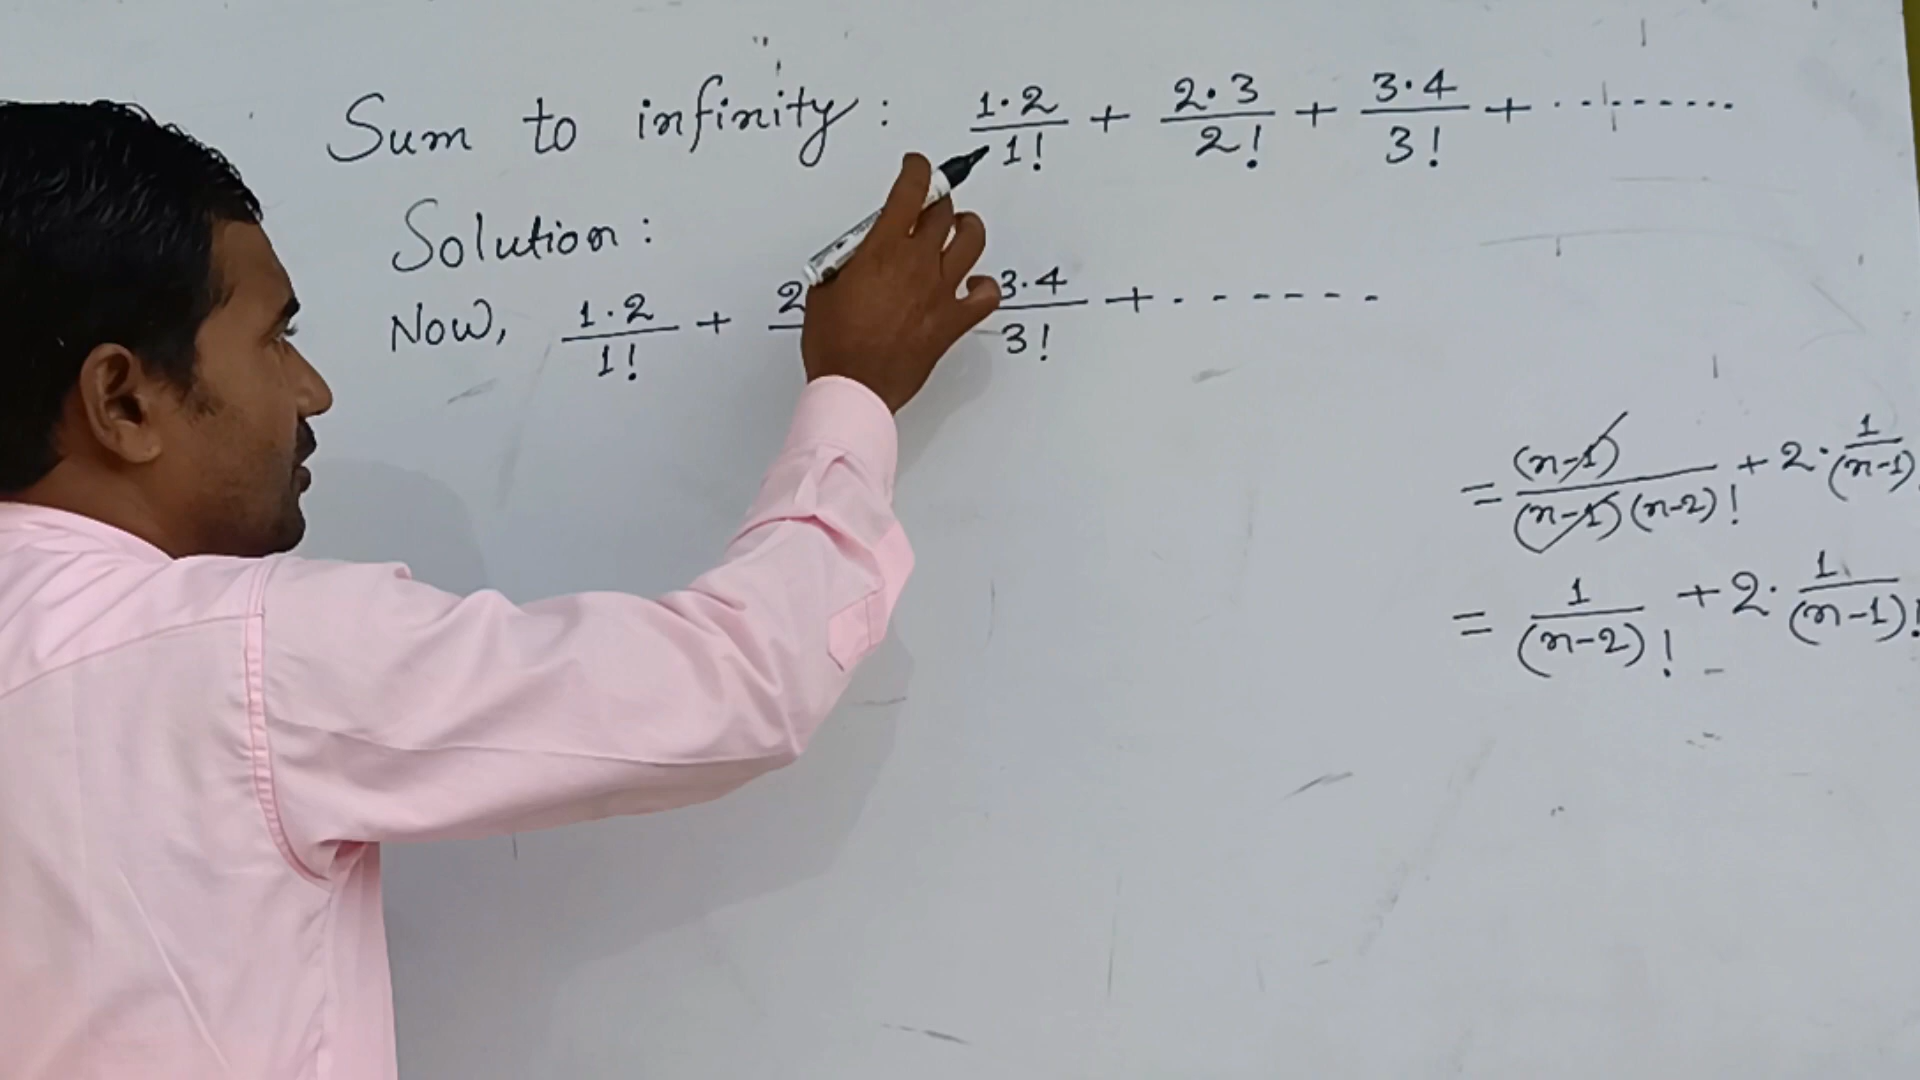 Sum to infinity : 1·2/1! + 2·3/2! + 3·4/3! + ·········
Solution :
Now, 1·2/1! + 2 3·4/3! + ·······
= (n-1)/(n-1)(n-2)! + 2·1/(n-1)!
= 1/(n-2)! + 2·1/(n-1)!